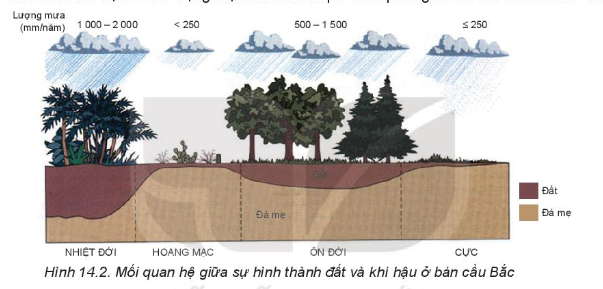 Lượng mưa
(mm/năm)
1 000 – 2 000
< 250
500 – 1 500
≤ 250
Đất
Đá mẹ
Đất
Đá mẹ
NHIỆT ĐỚI
HOANG MẠC
ÔN ĐỚI
CỰC
Hình 14.2. Mối quan hệ giữa sự hình thành đất và khí hậu ở bán cầu Bắc